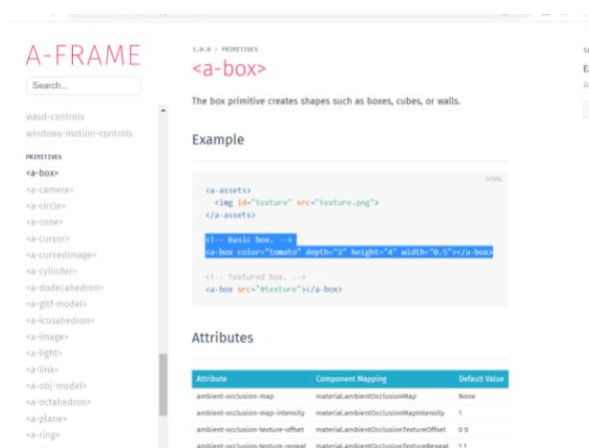 A-FRAME
Search...
wasd-controls
windows-motion-controls
PRIMITIVES
<a-box>
<a-camera>
<a-circle>
<a-cone>
<a-cursor>
<a-curvedimage>
<a-cylinder>
<a-dodecahedron>
<a-gltf-model>
<a-icosahedron>
<a-image>
<a-light>
<a-link>
<a-obj-model>
<a-octahedron>
<a-plane>
<a-ring>
1.0.0 › PRIMITIVES
<a-box>
The box primitive creates shapes such as boxes, cubes, or walls.
Example
HTML
<a-assets>
<img id="texture" src="texture.png">
</a-assets>
<!-- Basic box. -->
<a-box color="tomato" depth="2" height="4" width="0.5"></a-box>
<!-- Textured box. -->
<a-box src="#texture"></a-box>
Attributes
Attribute Component Mapping Default Value
ambient-occlusion-map material.ambientOcclusionMap None
ambient-occlusion-map-intensity material.ambientOcclusionMapIntensity 1
ambient-occlusion-texture-offset material.ambientOcclusionTextureOffset 0 0
ambient-occlusion-texture-repeat material.ambientOcclusionTextureRepeat 1 1